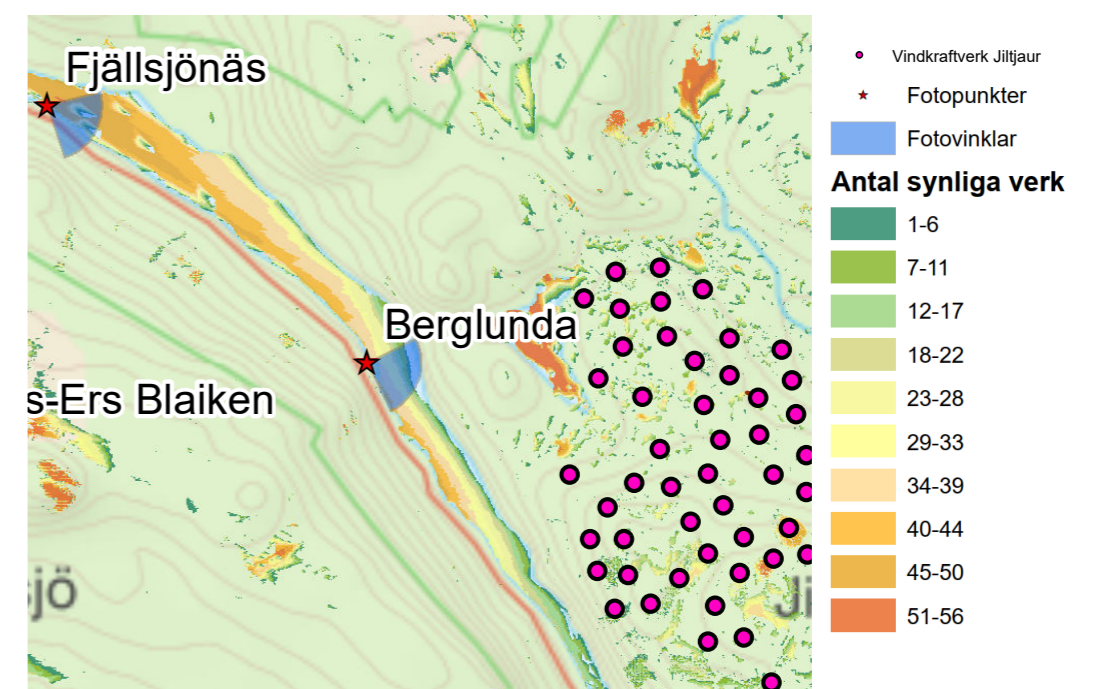 Fjällsjönäs
Berglunda
s-Ers Blaiken
jö
Ji
Vindkraftverk Jiltjaur
Fotopunkter
Fotovinklar
Antal synliga verk
1-6
7-11
12-17
18-22
23-28
29-33
34-39
40-44
45-50
51-56